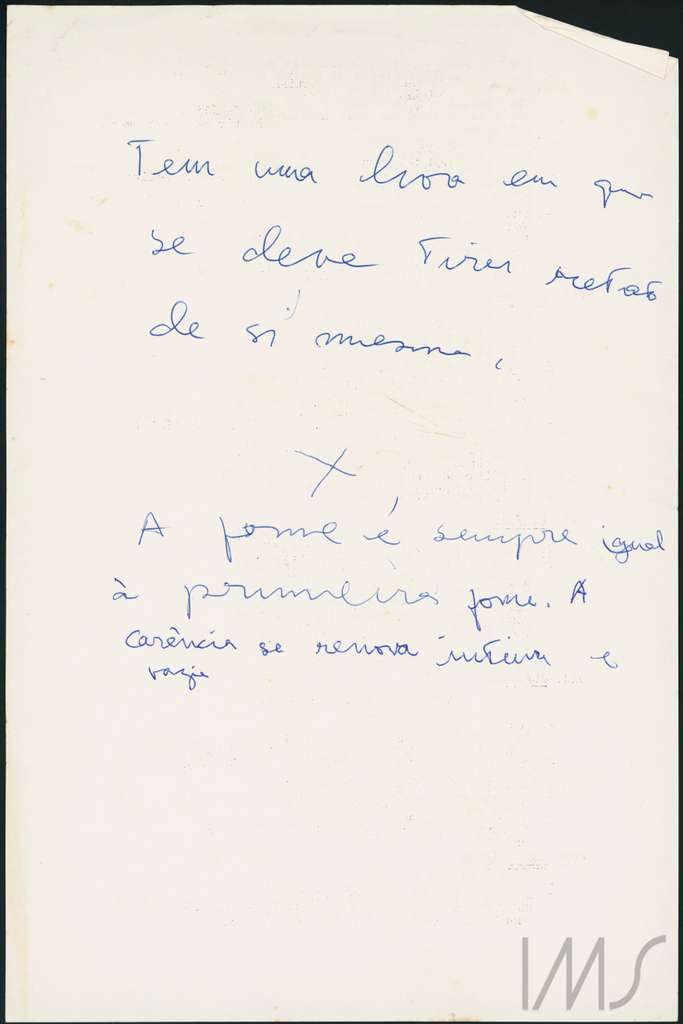 Tem uma hora em que
se deve tirar retrato
de si mesma.
X
A fome é sempre igual
à primeira fome. A
carência se renova inteira e
vazia
IMS